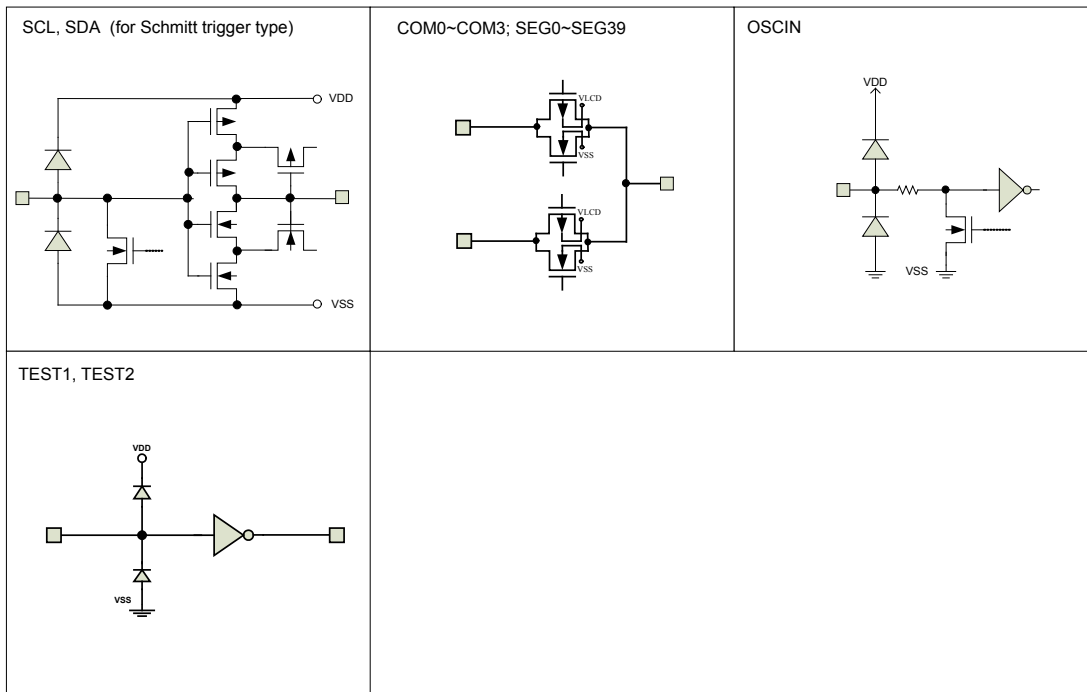 SCL, SDA (for Schmitt trigger type)
VDD
VSS
COM0~COM3; SEG0~SEG39
VLCD
VSS
VLCD
VSS
OSCIN
VDD
VSS
TEST1, TEST2
VDD
VSS